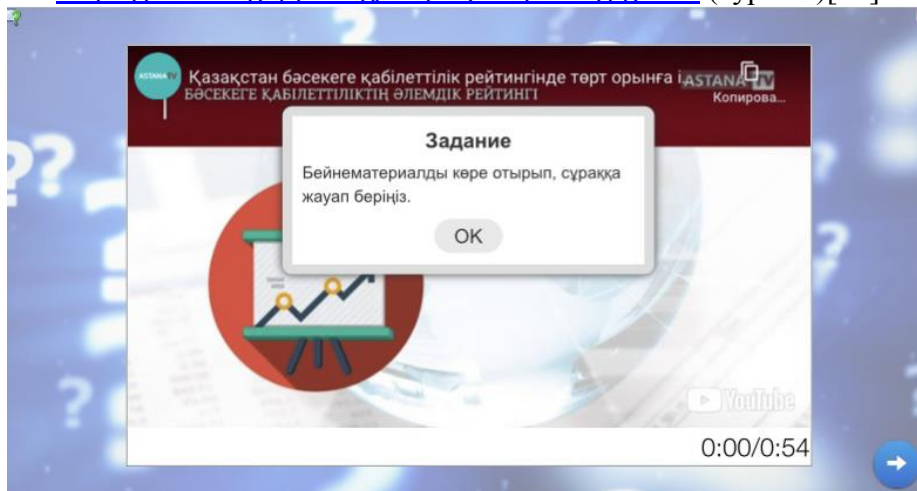 ASTANA TV
Қазақстан бәсекеге қабілеттілік рейтингінде төрт орынға і
ASTANA TV
БӘСЕКЕГЕ ҚАБІЛЕТТІЛІКТІҢ ӘЛЕМДІК РЕЙТИНГІ
Копирова...
Задание
Бейнематериалды көре отырып, сұраққа
жауап беріңіз.
OK
YouTube
0:00/0:54